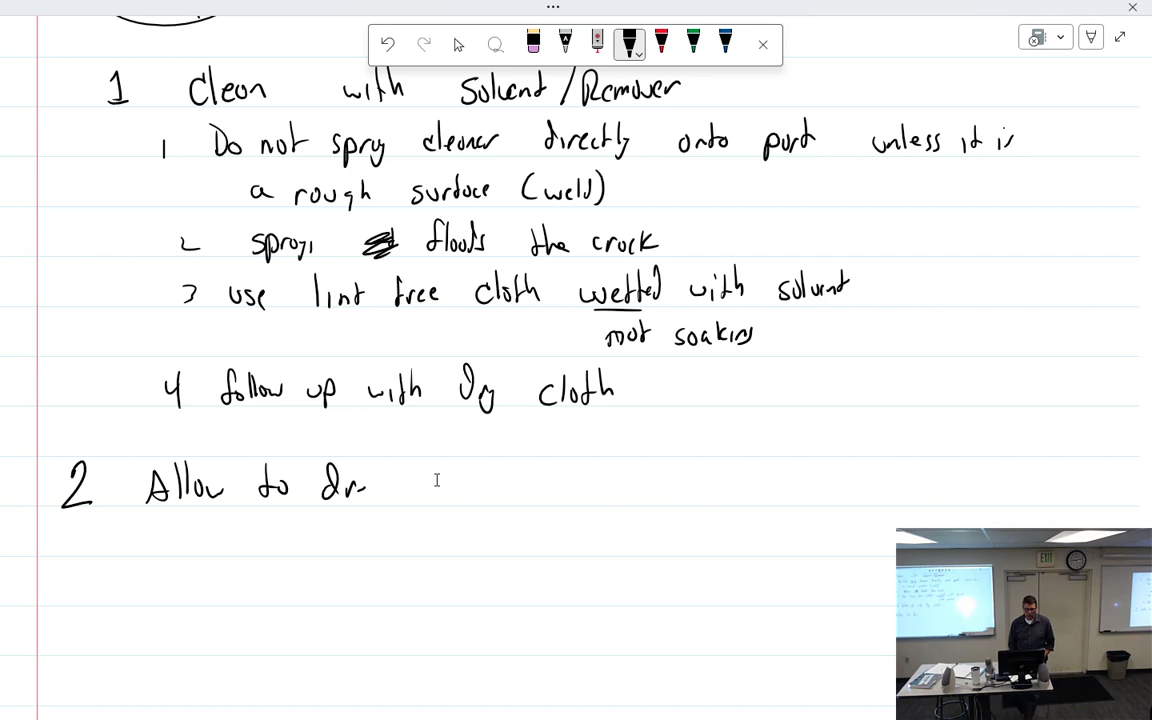 1 Clean with Solvent/Remover
1 Do not spray cleaner directly onto part unless it is
a rough surface (weld)
2 sprays floods the crack
3 use lint free cloth wetted with solvent
not soaking
4 follow up with Dry cloth
2 Allow to dr
EXIT